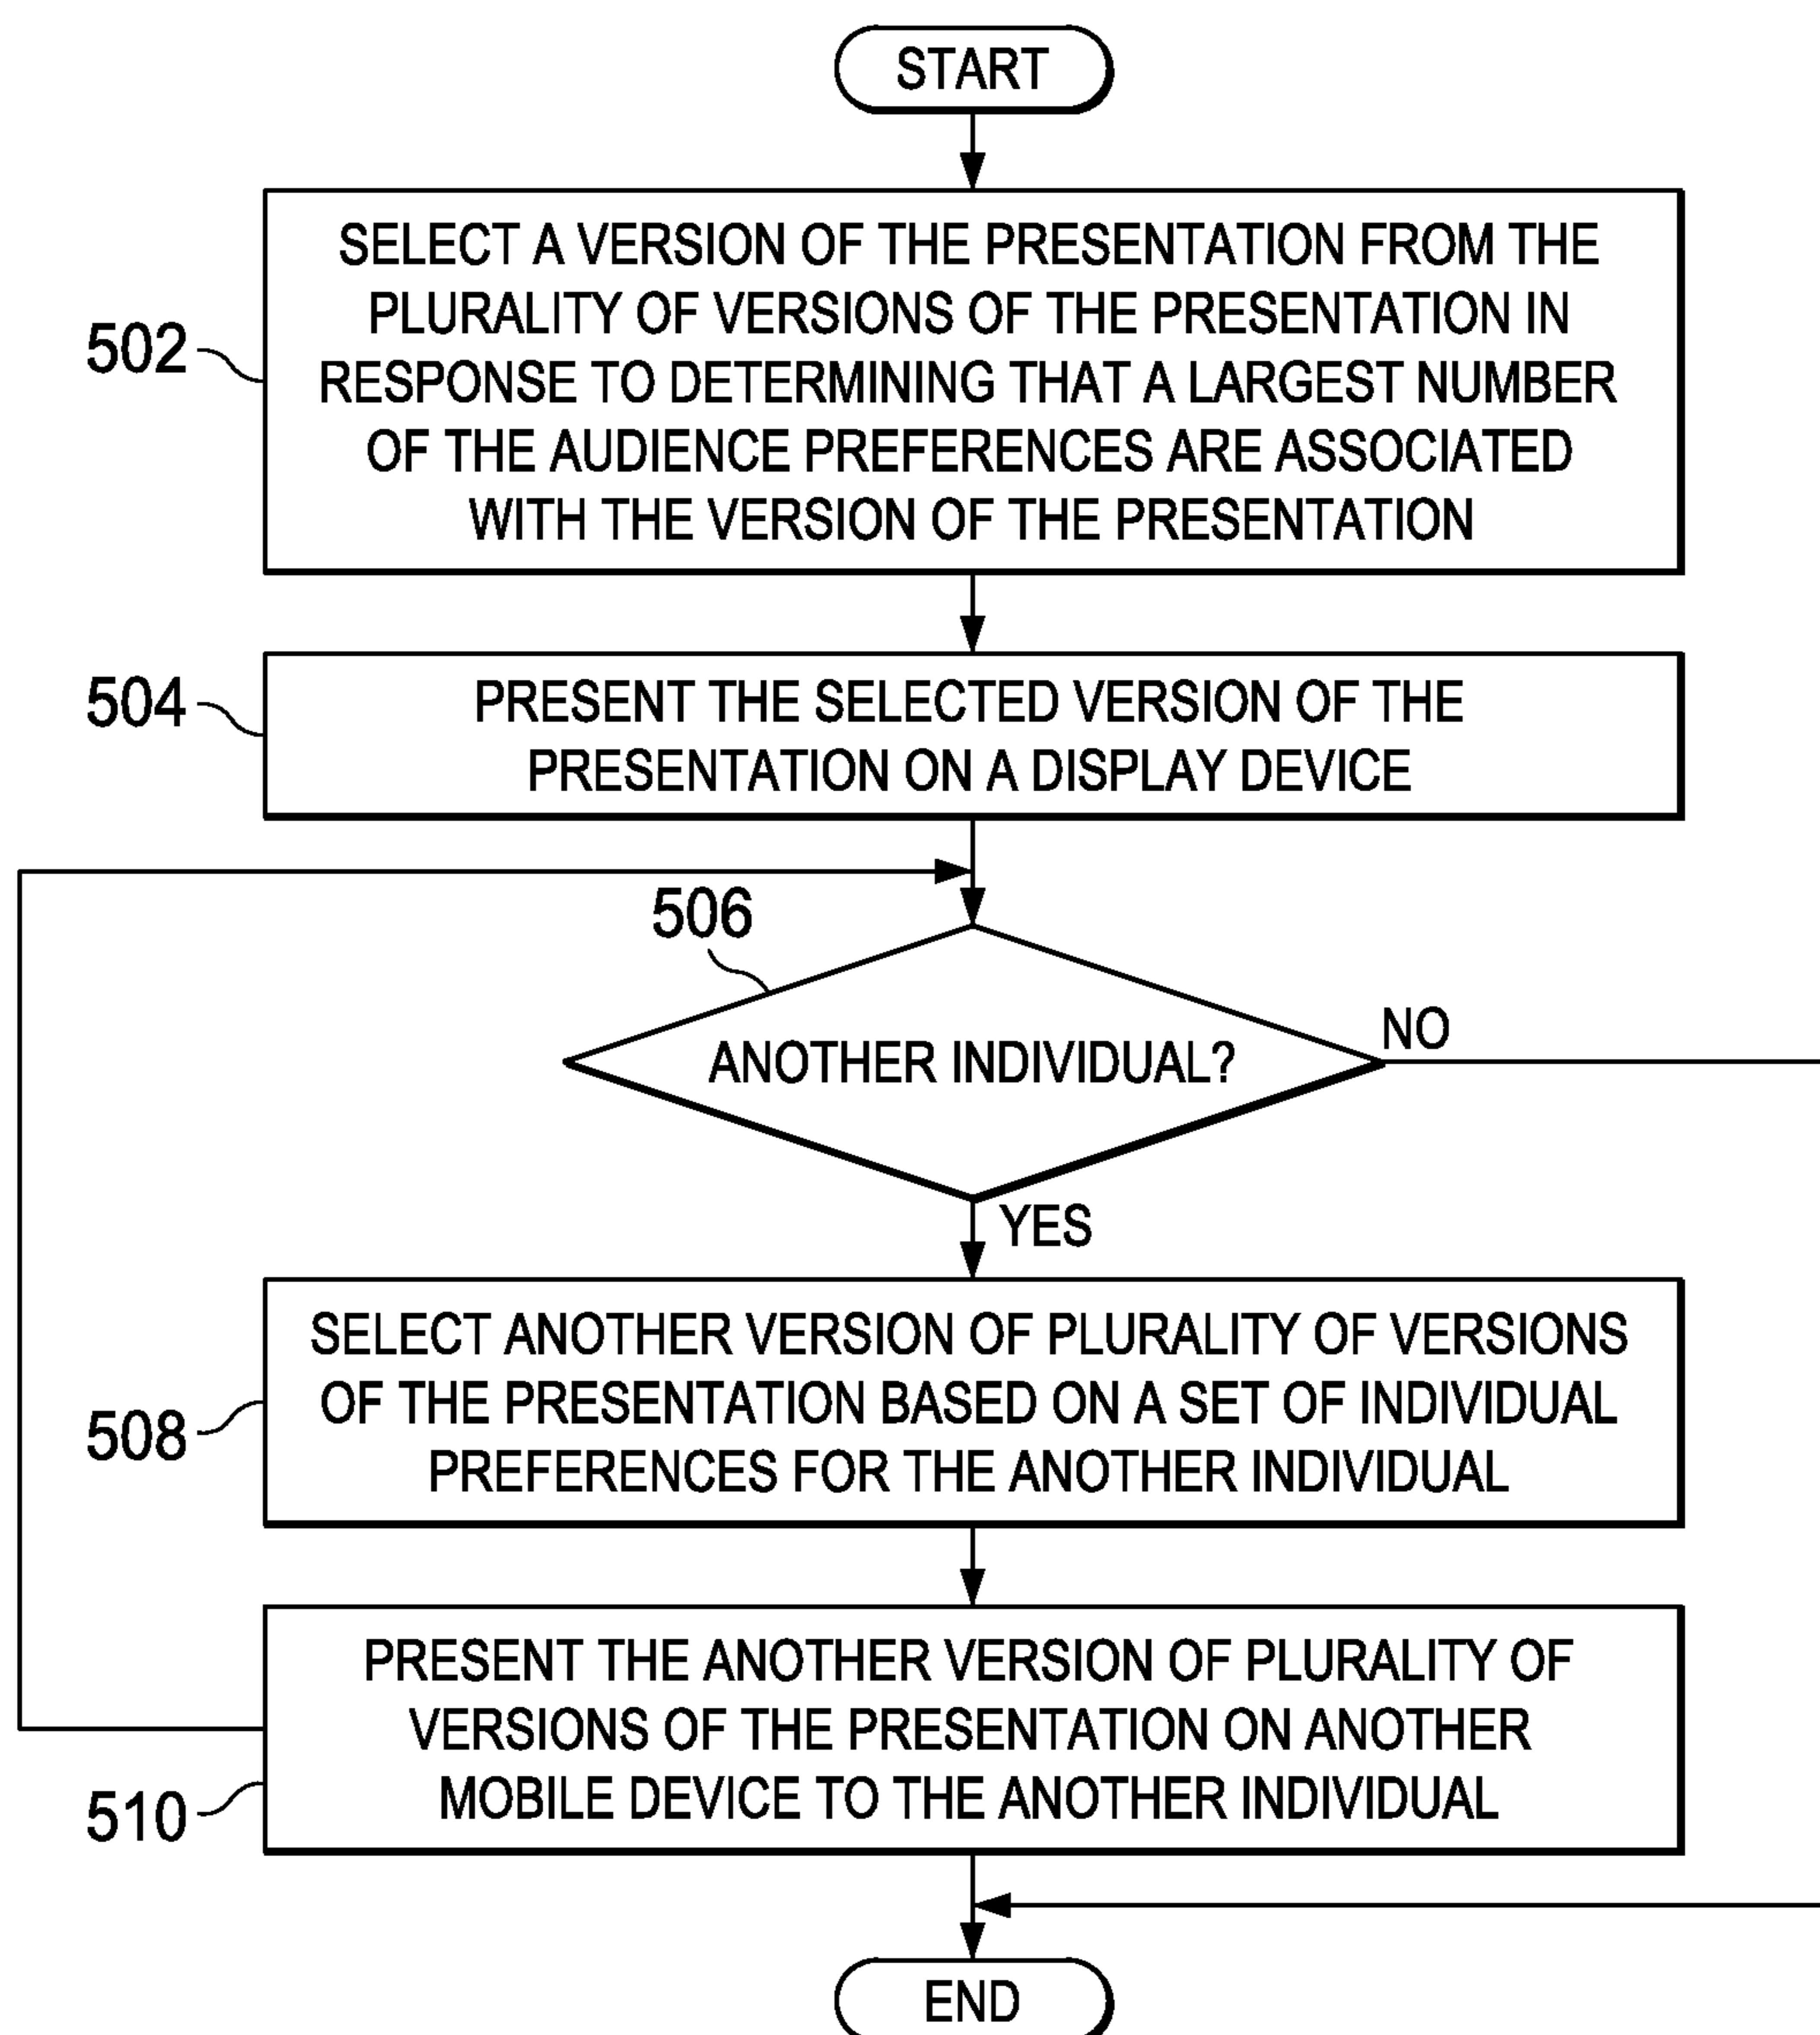 START
SELECT A VERSION OF THE PRESENTATION FROM THE
PLURALITY OF VERSIONS OF THE PRESENTATION IN
RESPONSE TO DETERMINING THAT A LARGEST NUMBER
OF THE AUDIENCE PREFERENCES ARE ASSOCIATED
WITH THE VERSION OF THE PRESENTATION
502
PRESENT THE SELECTED VERSION OF THE
PRESENTATION ON A DISPLAY DEVICE
504
506
ANOTHER INDIVIDUAL?
NO
YES
SELECT ANOTHER VERSION OF PLURALITY OF VERSIONS
OF THE PRESENTATION BASED ON A SET OF INDIVIDUAL
PREFERENCES FOR THE ANOTHER INDIVIDUAL
508
PRESENT THE ANOTHER VERSION OF PLURALITY OF
VERSIONS OF THE PRESENTATION ON ANOTHER
MOBILE DEVICE TO THE ANOTHER INDIVIDUAL
510
END